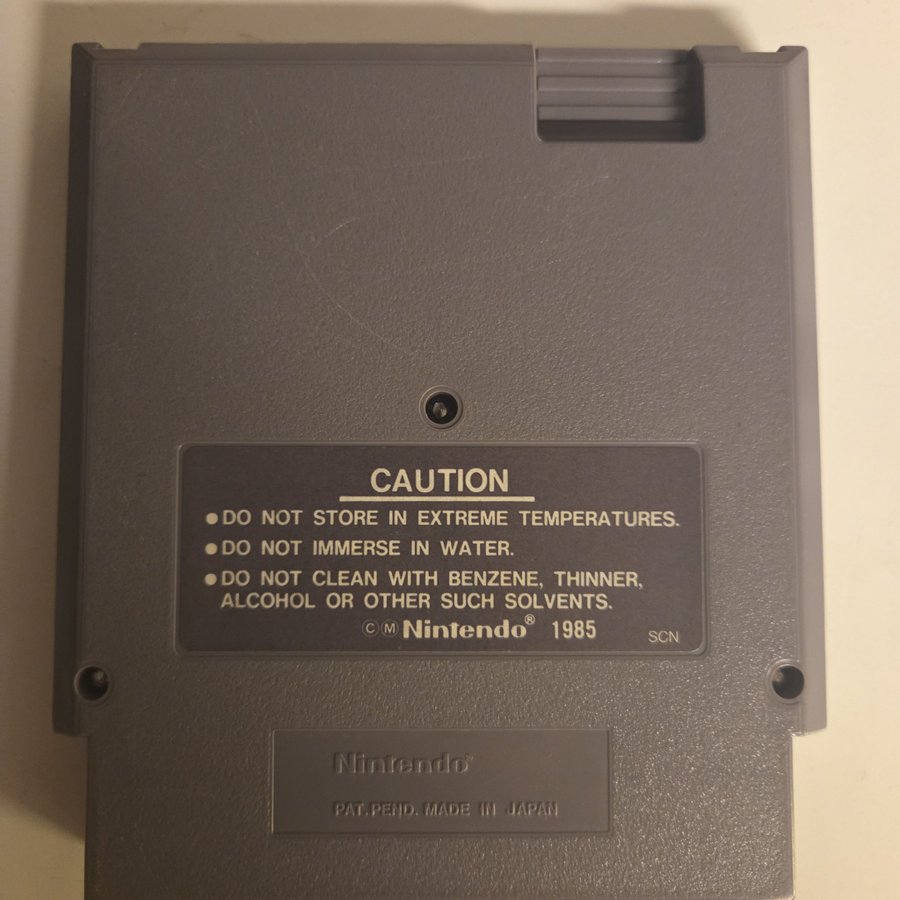 CAUTION
●DO NOT STORE IN EXTREME TEMPERATURES.
●DO NOT IMMERSE IN WATER.
●DO NOT CLEAN WITH BENZENE, THINNER,
ALCOHOL OR OTHER SUCH SOLVENTS.
ⒸⓂNintendo® 1985 SCN
Nintendo®
PAT.PEND. MADE IN JAPAN